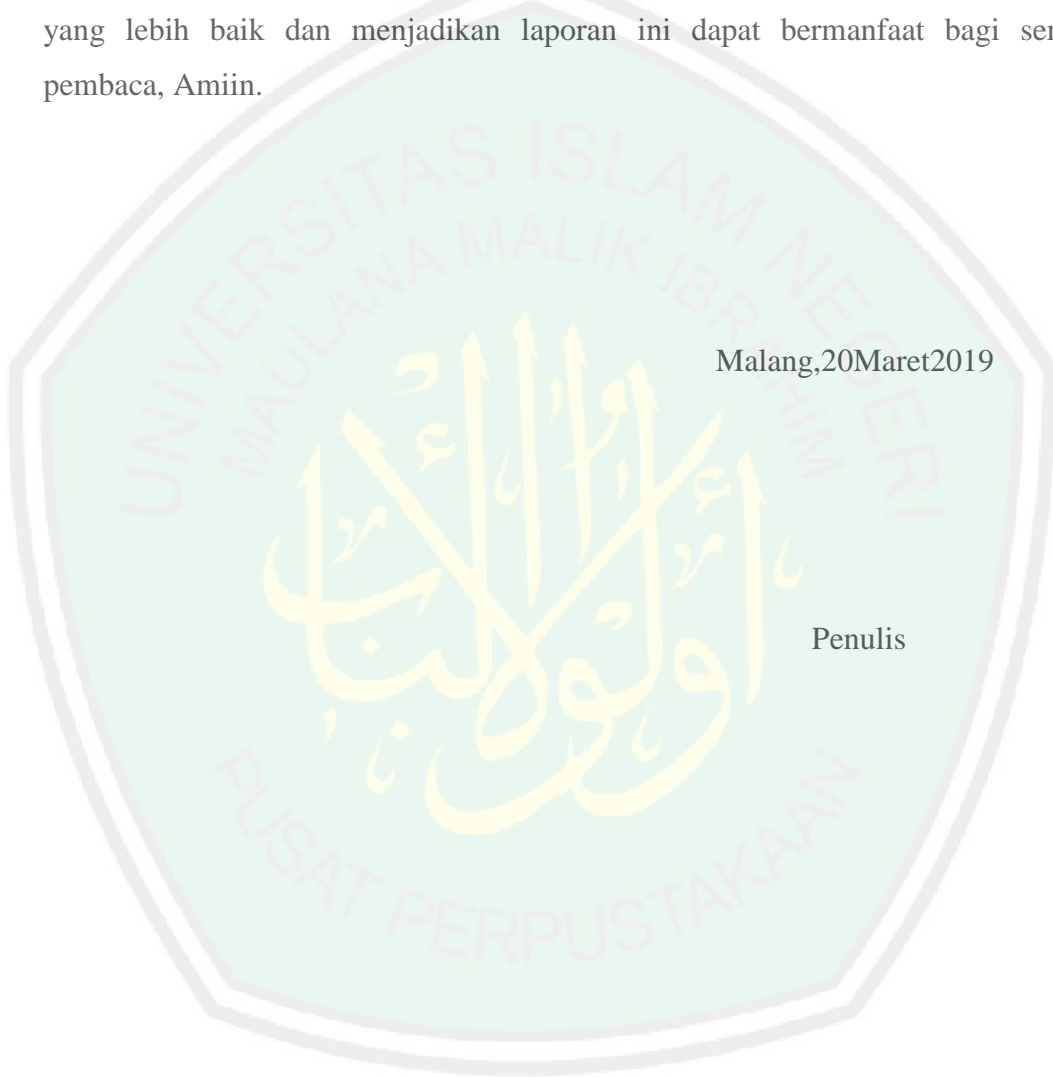 yang lebih baik dan menjadikan laporan ini dapat bermanfaat bagi
pembaca, Amiin.
UNIVERSITAS ISLAM NEGERI
MAULANA MALIK IBRAHIM
Malang,20Maret2019
Penulis
PUSAT PERPUSTAKAAN